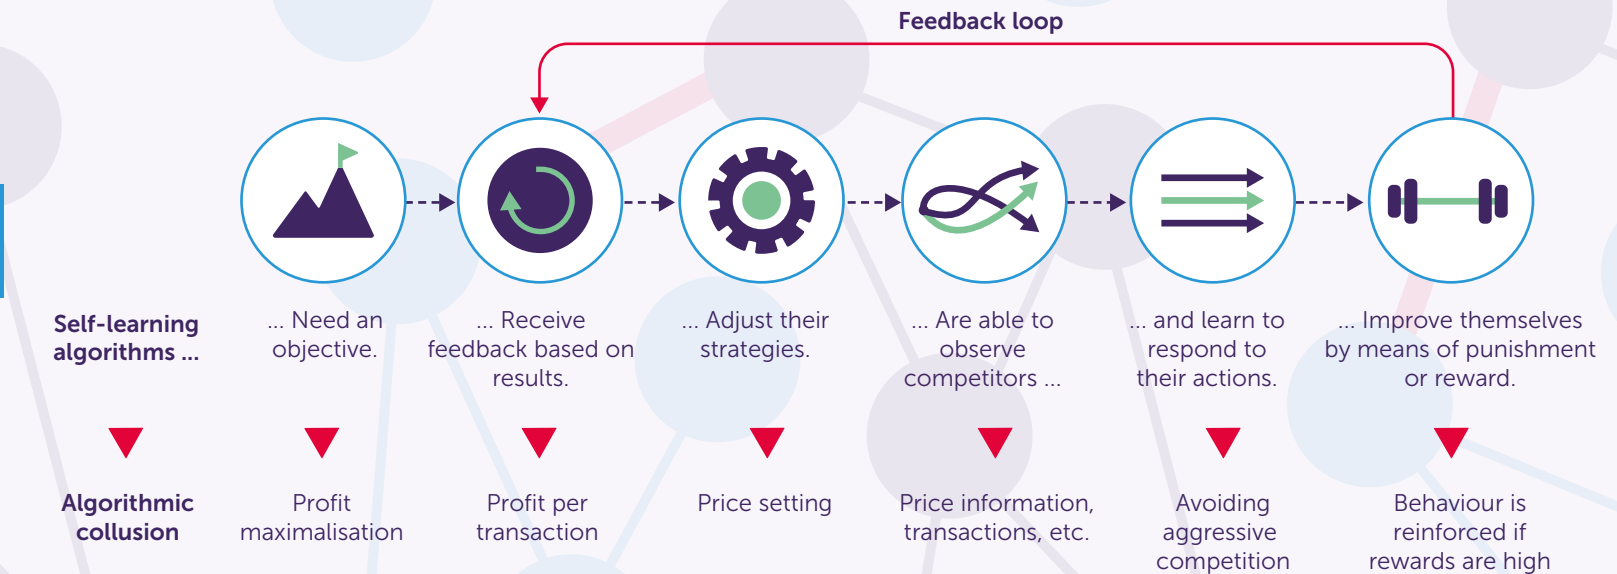 Feedback loop
Self-learning
algorithms ...
... Need an
objective.
... Receive
feedback based on
results.
... Adjust their
strategies.
... Are able to
observe
competitors ...
... and learn to
respond to
their actions.
... Improve themselves
by means of punishment
or reward.
Algorithmic
collusion
Profit
maximalisation
Profit per
transaction
Price setting
Price information,
transactions, etc.
Avoiding
aggressive
competition
Behaviour is
reinforced if
rewards are high